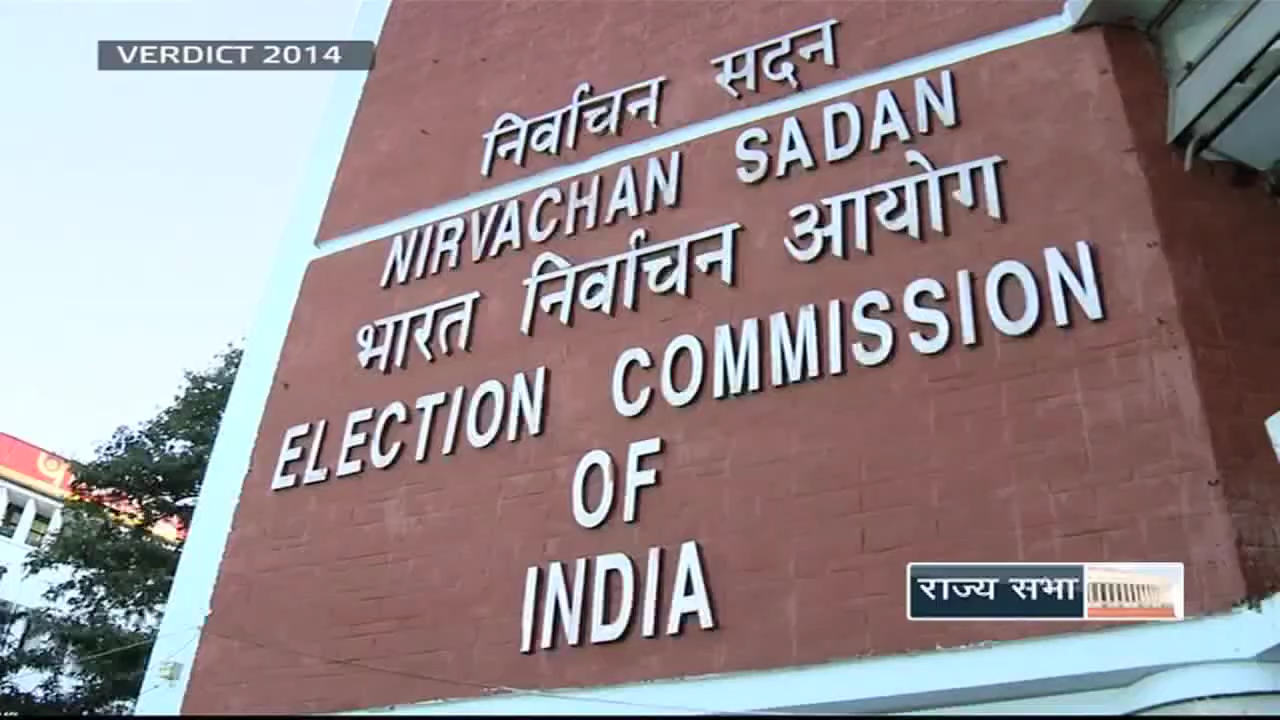 VERDICT 2014
निर्वाचन सदन
NIRVACHAN SADAN
भारत निर्वाचन आयोग
ELECTION COMMISSION
OF
INDIA
राज्य सभा